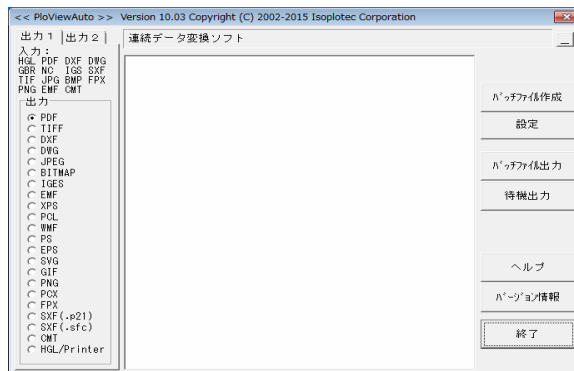 << PloViewAuto >> Version 10.03 Copyright (C) 2002-2015 Isoplotec Corporation
出力1 出力2
連続データ変換ソフト
入力:
HGL PDF DXF DWG
GBR NC IGS SXF
TIF JPG BMP FPX
PNG EMF CMT
出力
PDF
TIFF
DXF
DWG
JPEG
BITMAP
IGES
EMF
XPS
PCL
WMF
PS
EPS
SVG
GIF
PNG
PCX
FPX
SXF(.p21)
SXF(.sfc)
CMT
HGL/Printer
ﾊﾞｯﾁﾌｧｲﾙ作成
設定
ﾊﾞｯﾁﾌｧｲﾙ出力
待機出力
ヘルプ
ﾊﾞｰｼﾞｮﾝ情報
終了